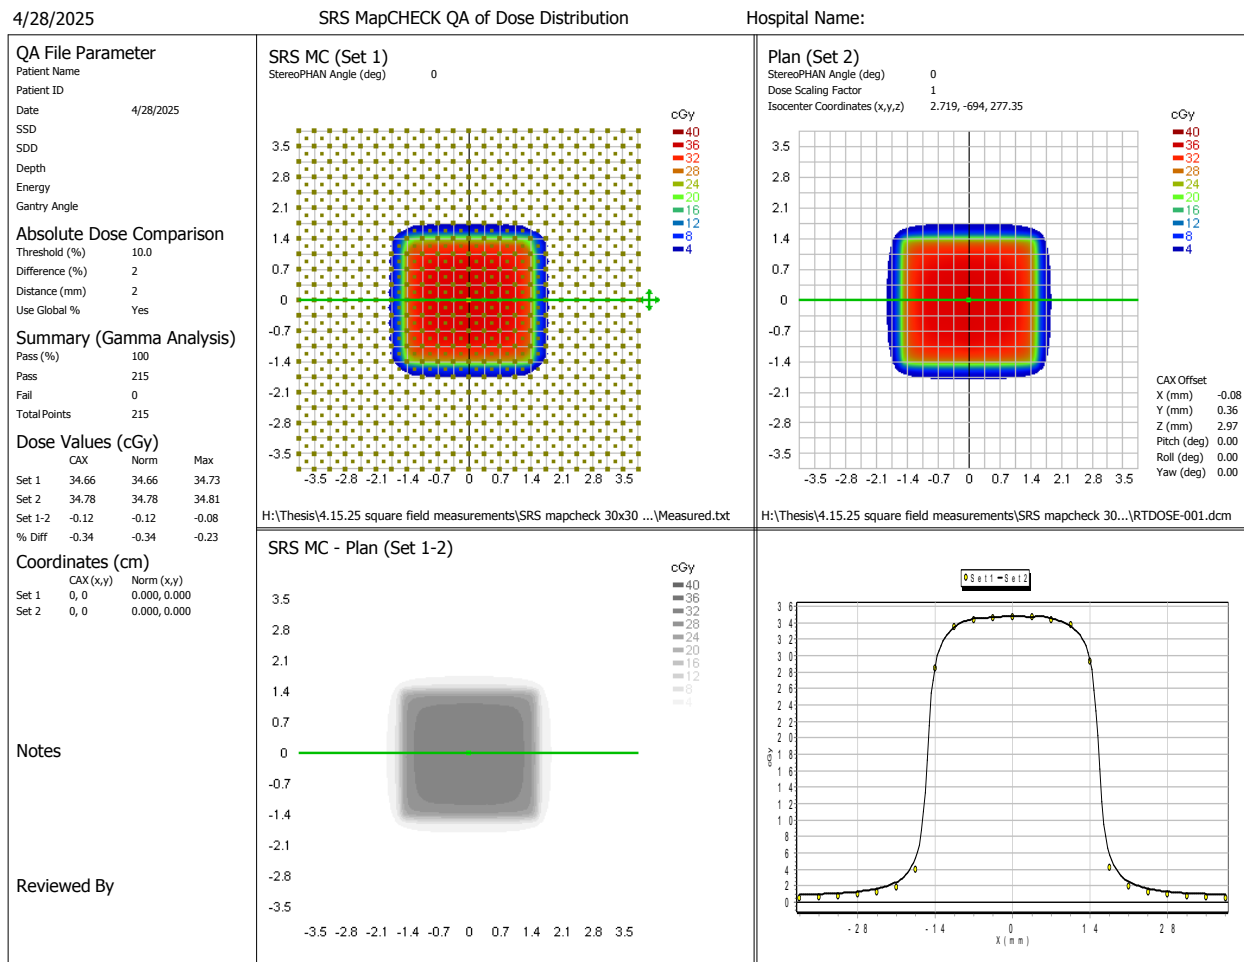 4/28/2025 SRS MapCHECK QA of Dose Distribution Hospital Name:
QA File Parameter
Patient Name
Patient ID
Date 4/28/2025
SSD
SDD
Depth
Energy
Gantry Angle
Absolute Dose Comparison
Threshold (%) 10.0
Difference (%) 2
Distance (mm) 2
Use Global % Yes
Summary (Gamma Analysis)
Pass (%) 100
Pass 215
Fail 0
Total Points 215
Dose Values (cGy)
CAX Norm Max
Set 1 34.66 34.66 34.73
Set 2 34.78 34.78 34.81
Set 1-2 -0.12 -0.12 -0.08
% Diff -0.34 -0.34 -0.23
Coordinates (cm)
CAX (x,y) Norm (x,y)
Set 1 0, 0 0.000, 0.000
Set 2 0, 0 0.000, 0.000
Notes
Reviewed By
SRS MC (Set 1)
StereoPHAN Angle (deg) 0
cGy
40
36
32
28
24
20
16
12
8
4
3.5
2.8
2.1
1.4
0.7
0
-0.7
-1.4
-2.1
-2.8
-3.5
-3.5 -2.8 -2.1 -1.4 -0.7 0 0.7 1.4 2.1 2.8 3.5
H:\Thesis\4.15.25 square field measurements\SRS mapcheck 30x30 ...\Measured.txt
Plan (Set 2)
StereoPHAN Angle (deg) 0
Dose Scaling Factor 1
Isocenter Coordinates (x,y,z) 2.719, -694, 277.35
cGy
40
36
32
28
24
20
16
12
8
4
3.5
2.8
2.1
1.4
0.7
0
-0.7
-1.4
-2.1
-2.8
-3.5
-3.5 -2.8 -2.1 -1.4 -0.7 0 0.7 1.4 2.1 2.8 3.5
CAX Offset
X (mm) -0.08
Y (mm) 0.36
Z (mm) 2.97
Pitch (deg) 0.00
Roll (deg) 0.00
Yaw (deg) 0.00
H:\Thesis\4.15.25 square field measurements\SRS mapcheck 30...\RTDOSE-001.dcm
SRS MC - Plan (Set 1-2)
cGy
40
36
32
28
24
20
16
12
8
4
3.5
2.8
2.1
1.4
0.7
0
-0.7
-1.4
-2.1
-2.8
-3.5
-3.5 -2.8 -2.1 -1.4 -0.7 0 0.7 1.4 2.1 2.8 3.5
Set1 Set2
36
34
32
30
28
26
24
22
20
18
16
14
12
10
8
6
4
2
0
cGy
-28 -14 0 14 28
X(mm)